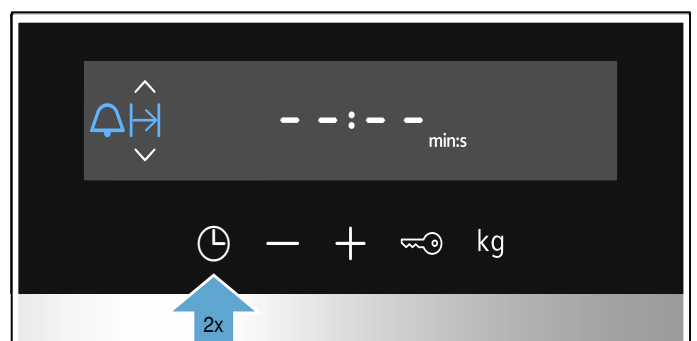 – –:– –
min:s
– + kg
2x